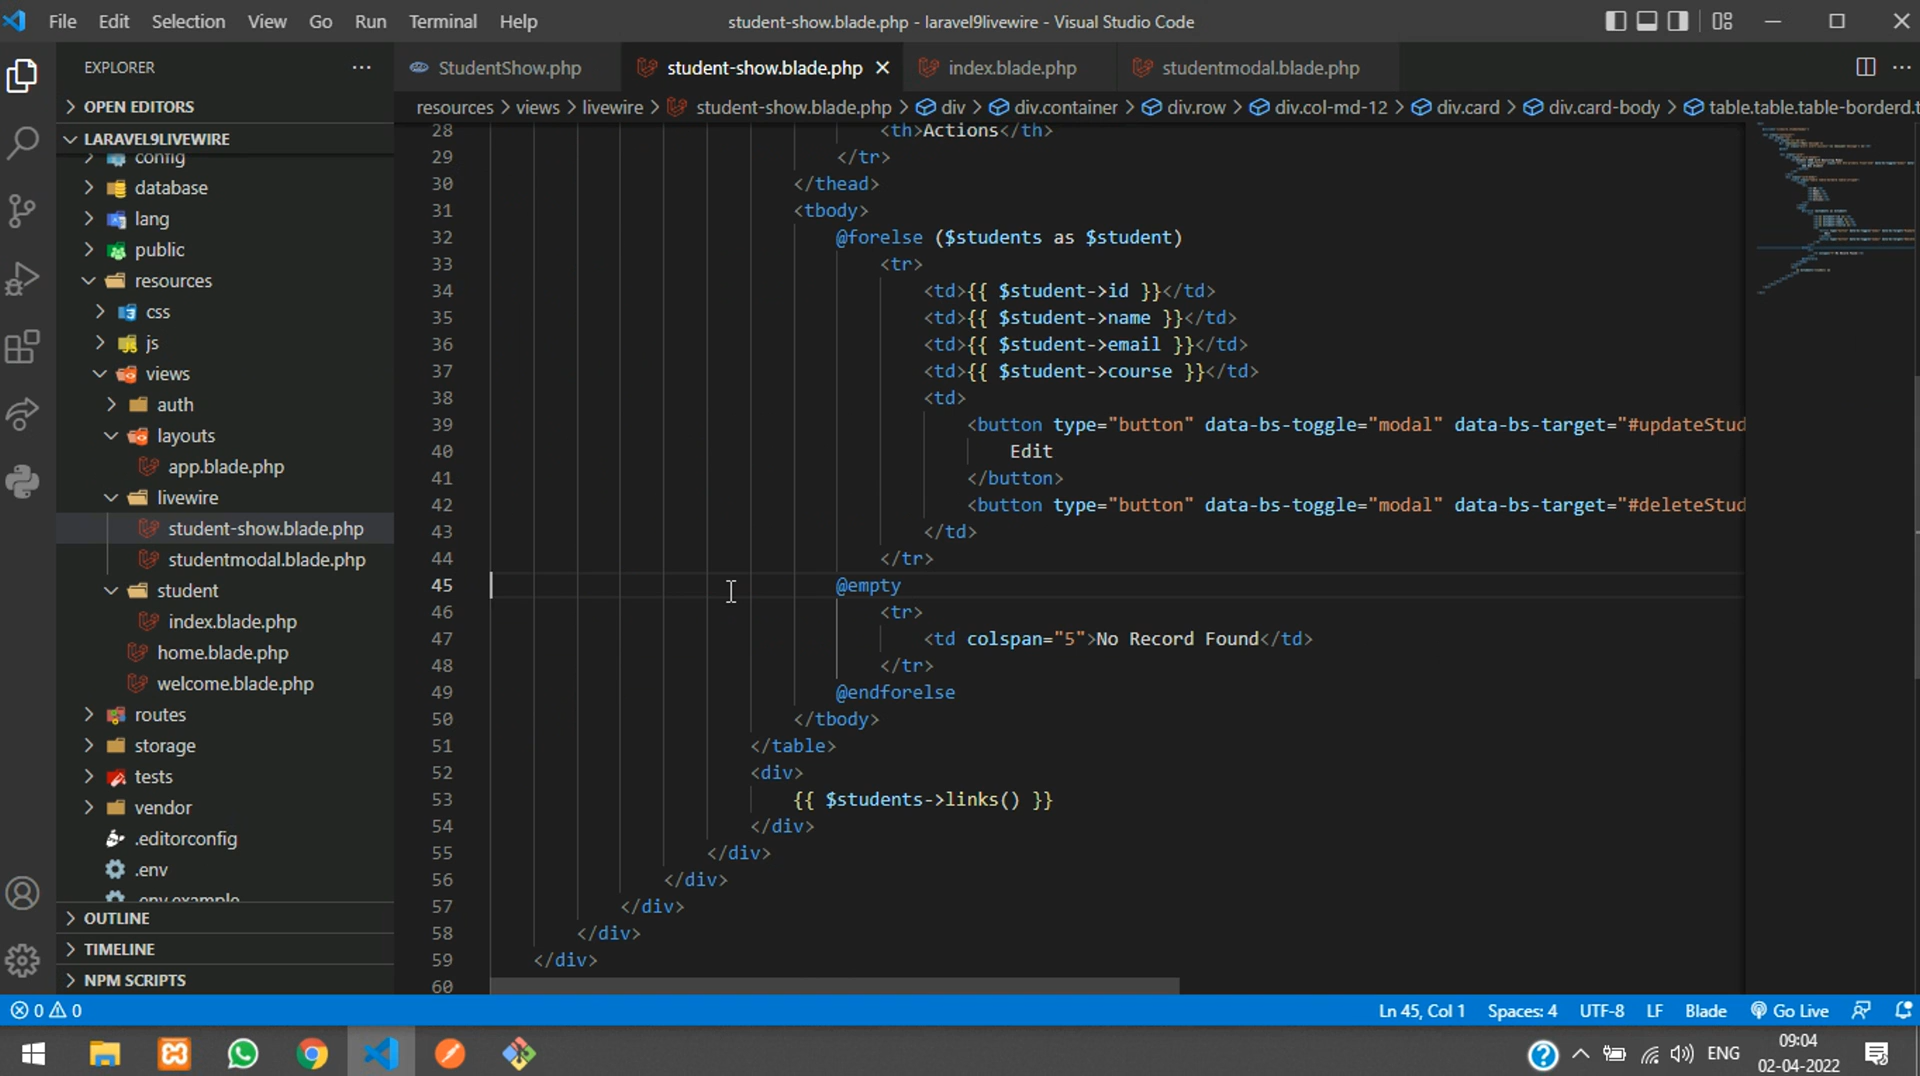 File Edit Selection View Go Run Terminal Help
student-show.blade.php - laravel9livewire - Visual Studio Code
EXPLORER
StudentShow.php
student-show.blade.php
index.blade.php
studentmodal.blade.php
OPEN EDITORS
resources > views > livewire > student-show.blade.php > div > div.container > div.row > div.col-md-12 > div.card > div.card-body > table.table.table-borderd.t
LARAVEL9LIVEWIRE
config
database
lang
public
resources
css
js
views
auth
layouts
app.blade.php
livewire
student-show.blade.php
studentmodal.blade.php
student
index.blade.php
home.blade.php
welcome.blade.php
routes
storage
tests
vendor
.editorconfig
.env
.env.example
OUTLINE
TIMELINE
NPM SCRIPTS
28 <th>Actions</th>
29 </tr>
30 </thead>
31 <tbody>
32 @forelse ($students as $student)
33 <tr>
34 <td>{{ $student->id }}</td>
35 <td>{{ $student->name }}</td>
36 <td>{{ $student->email }}</td>
37 <td>{{ $student->course }}</td>
38 <td>
39 <button type="button" data-bs-toggle="modal" data-bs-target="#updateStud
40 Edit
41 </button>
42 <button type="button" data-bs-toggle="modal" data-bs-target="#deleteStud
43 </td>
44 </tr>
45 @empty
46 <tr>
47 <td colspan="5">No Record Found</td>
48 </tr>
49 @endforelse
50 </tbody>
51 </table>
52 <div>
53 {{ $students->links() }}
54 </div>
55 </div>
56 </div>
57 </div>
58 </div>
59 </div>
60
0 0
Ln 45, Col 1 Spaces: 4 UTF-8 LF Blade Go Live
ENG
09:04
02-04-2022